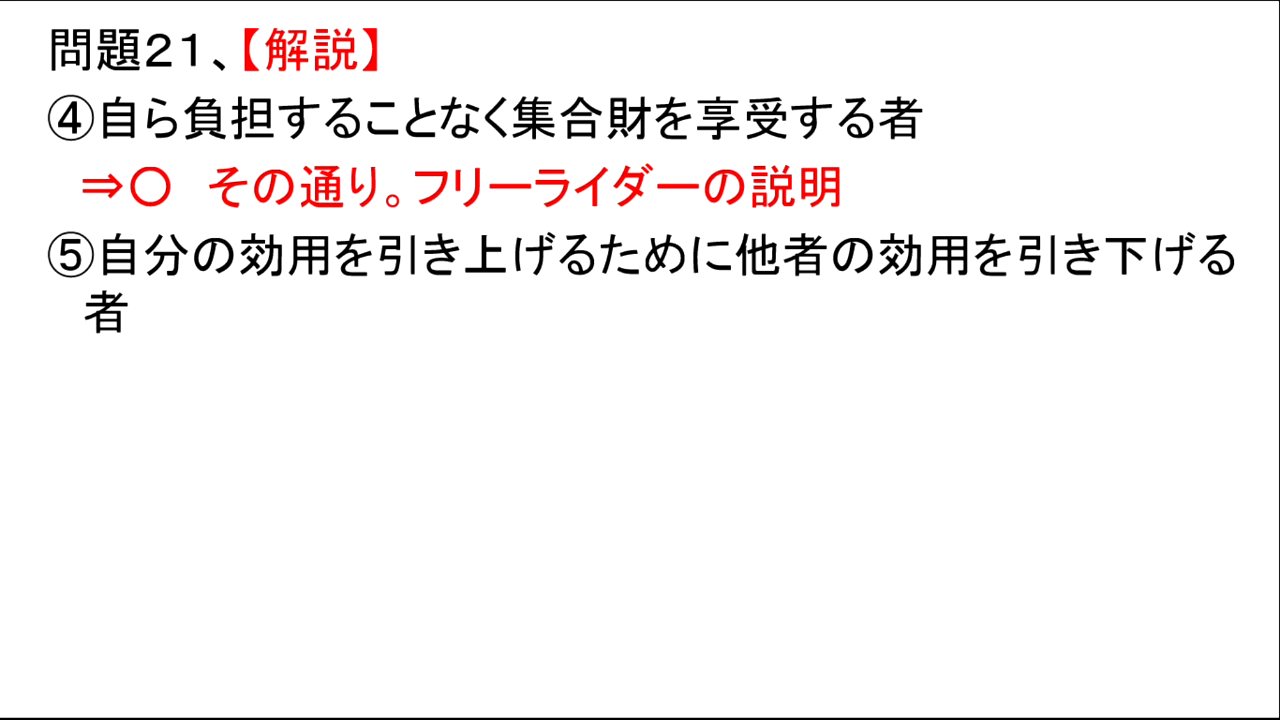 問題２１、【解説】
④自ら負担することなく集合財を享受する者
⇒〇　その通り。フリーライダーの説明
⑤自分の効用を引き上げるために他者の効用を引き下げる
者